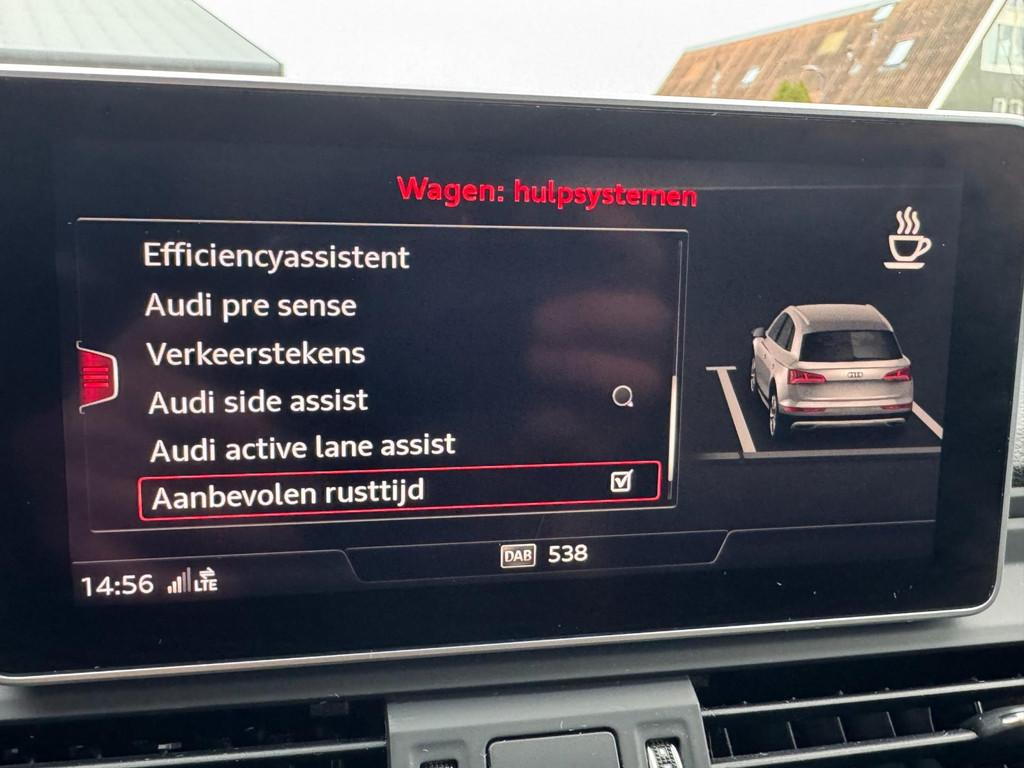 Wagen: hulpsystemen
Efficiencyassistent
Audi pre sense
Verkeerstekens
Audi side assist
Audi active lane assist
Aanbevolen rusttijd
DAB 538
14:56 LTE